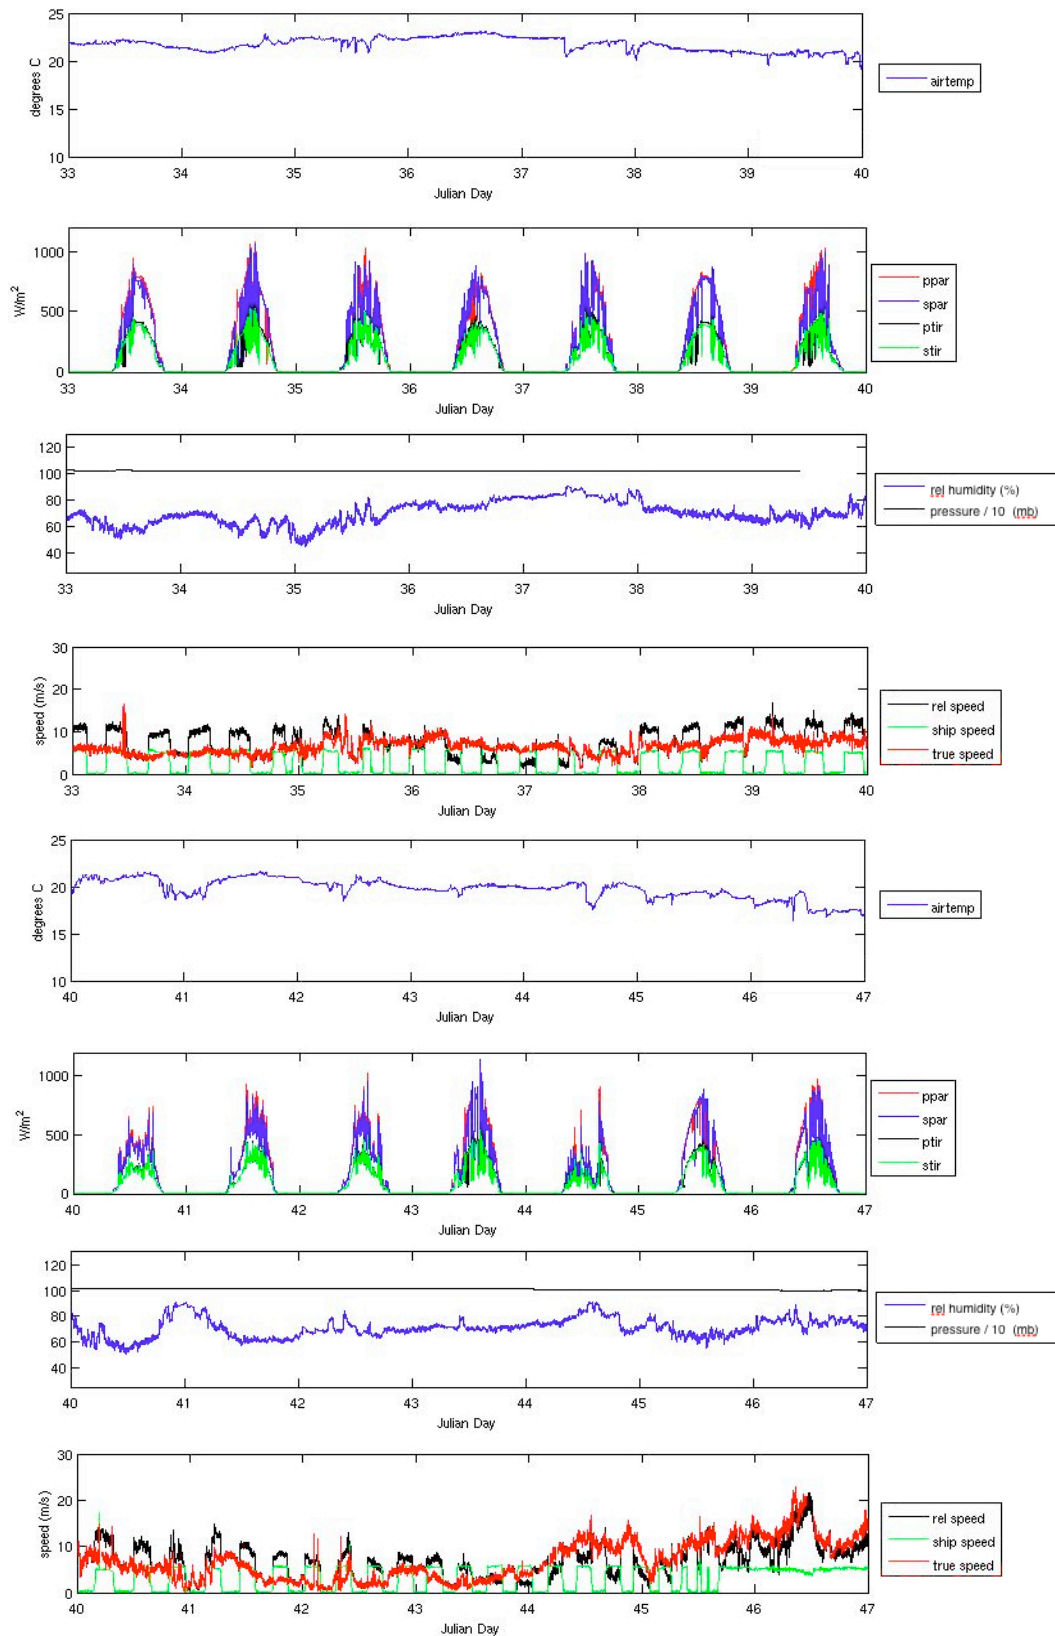 25
20
15
10
degrees C
33 34 35 36 37 38 39 40
Julian Day
airtemp
1000
500
0
W/m²
33 34 35 36 37 38 39 40
Julian Day
ppar
spar
ptir
stir
120
100
80
60
40
33 34 35 36 37 38 39 40
Julian Day
rel humidity (%)
pressure / 10 (mb)
30
20
10
0
speed (m/s)
33 34 35 36 37 38 39 40
Julian Day
rel speed
ship speed
true speed
25
20
15
10
degrees C
40 41 42 43 44 45 46 47
Julian Day
airtemp
1000
500
0
W/m²
40 41 42 43 44 45 46 47
Julian Day
ppar
spar
ptir
stir
120
100
80
60
40
40 41 42 43 44 45 46 47
Julian Day
rel humidity (%)
pressure / 10 (mb)
30
20
10
0
speed (m/s)
40 41 42 43 44 45 46 47
Julian Day
rel speed
ship speed
true speed